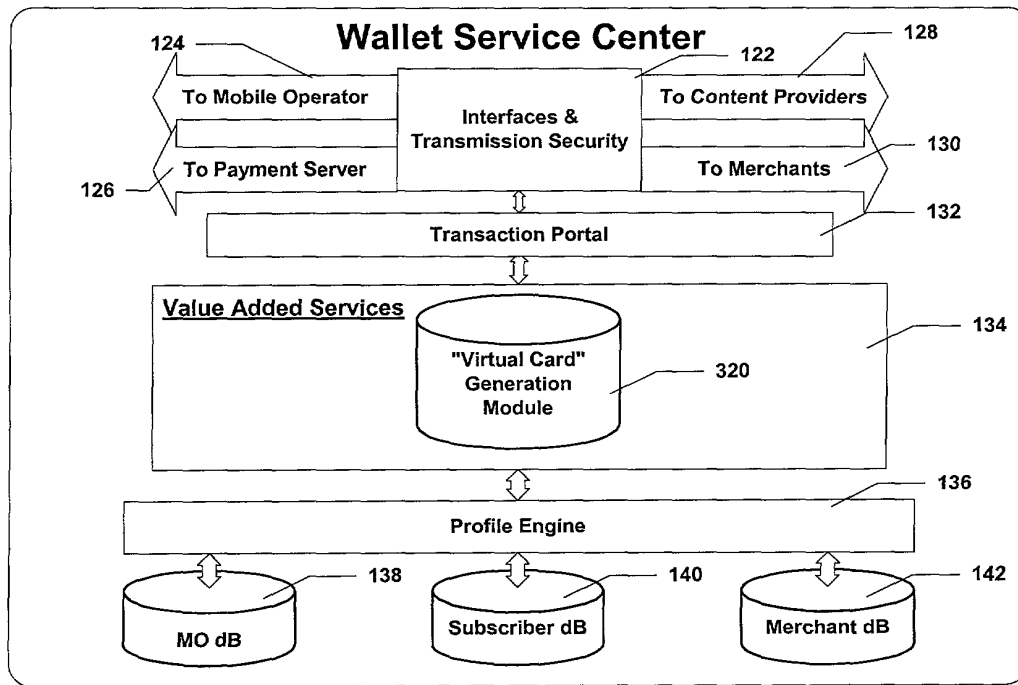 Wallet Service Center
124
128
122
To Mobile Operator
To Content Providers
Interfaces &
Transmission Security
130
126
To Payment Server
To Merchants
132
Transaction Portal
Value Added Services
134
"Virtual Card"
Generation
Module
320
136
Profile Engine
138
140
142
MO dB
Subscriber dB
Merchant dB